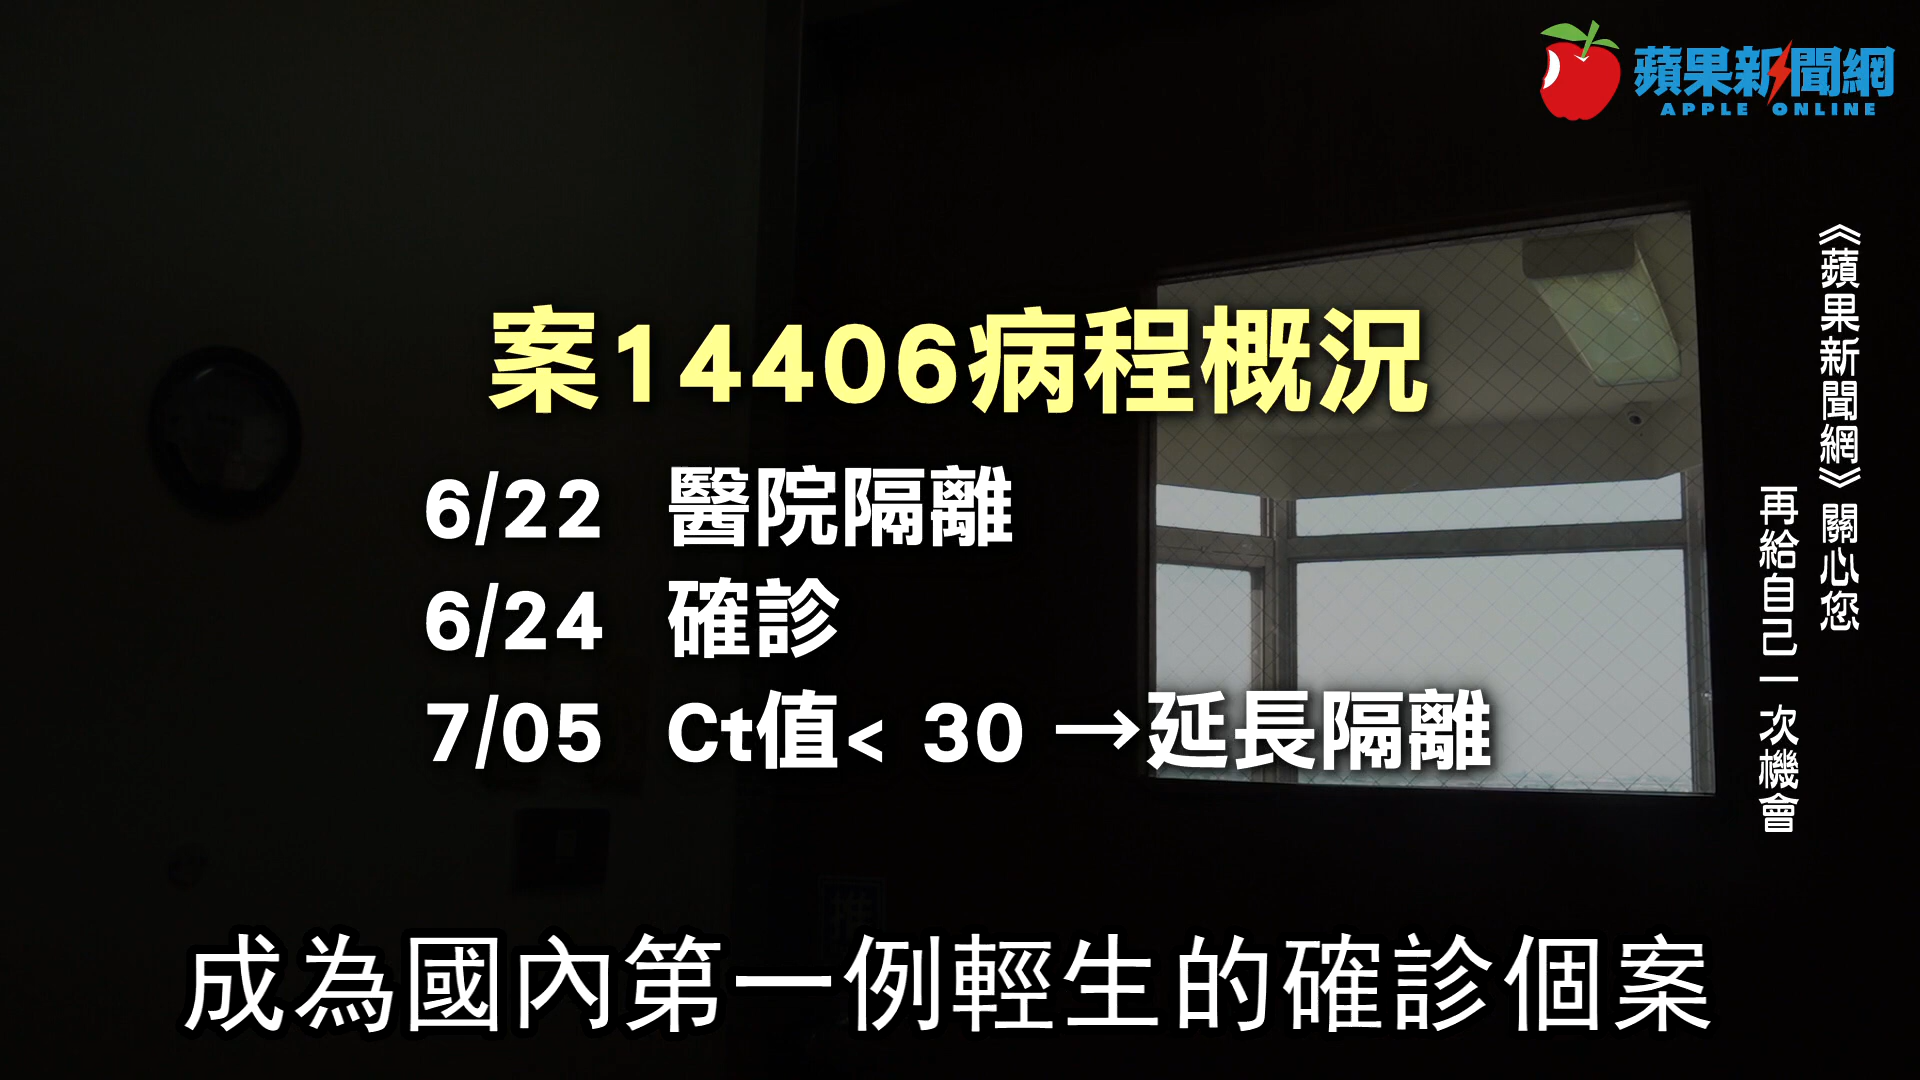 蘋果新聞網
APPLE ONLINE
《蘋果新聞網》關心您
再給自己一次機會
案14406病程概況
6/22 醫院隔離
6/24 確診
7/05 Ct值< 30 →延長隔離
推
成為國內第一例輕生的確診個案